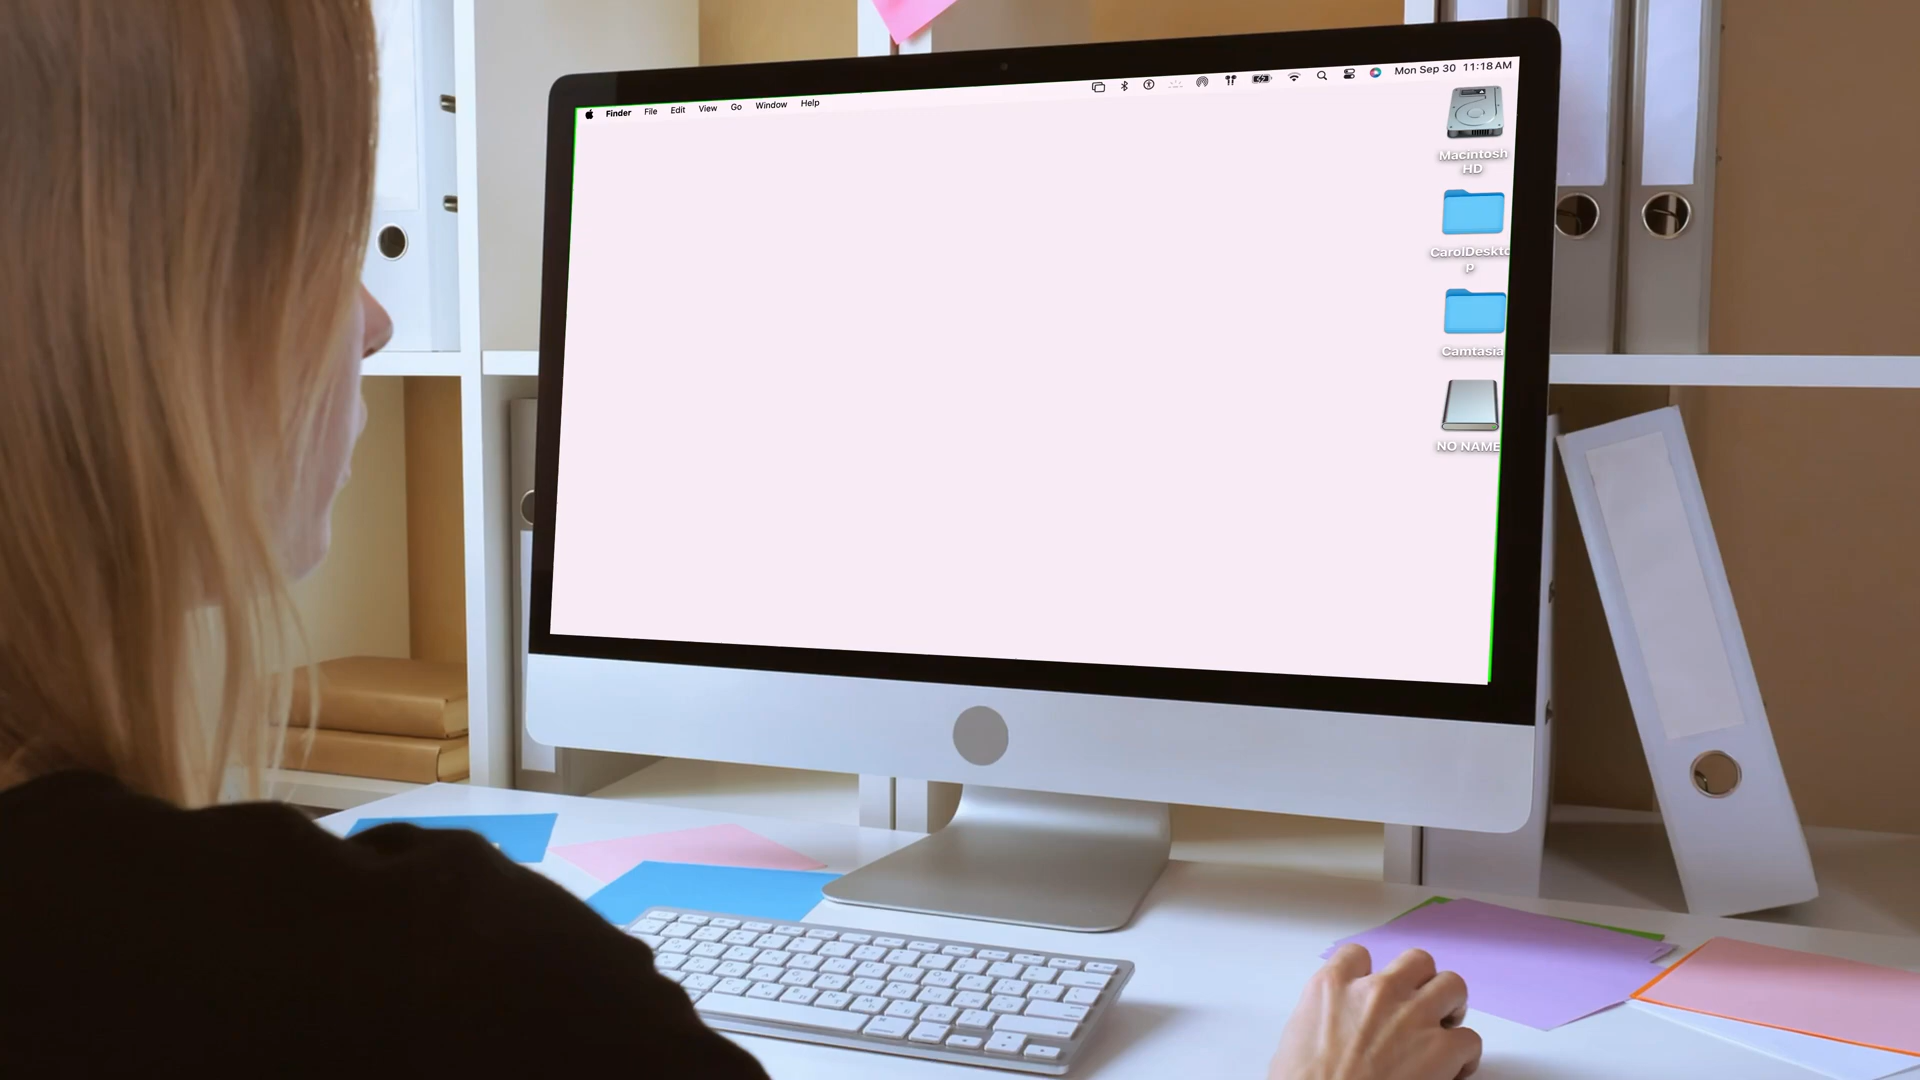 Finder File Edit View Go Window Help
Mon Sep 30 11:18 AM
Macintosh
HD
CarolDeskto
p
Camtasia
NO NAME